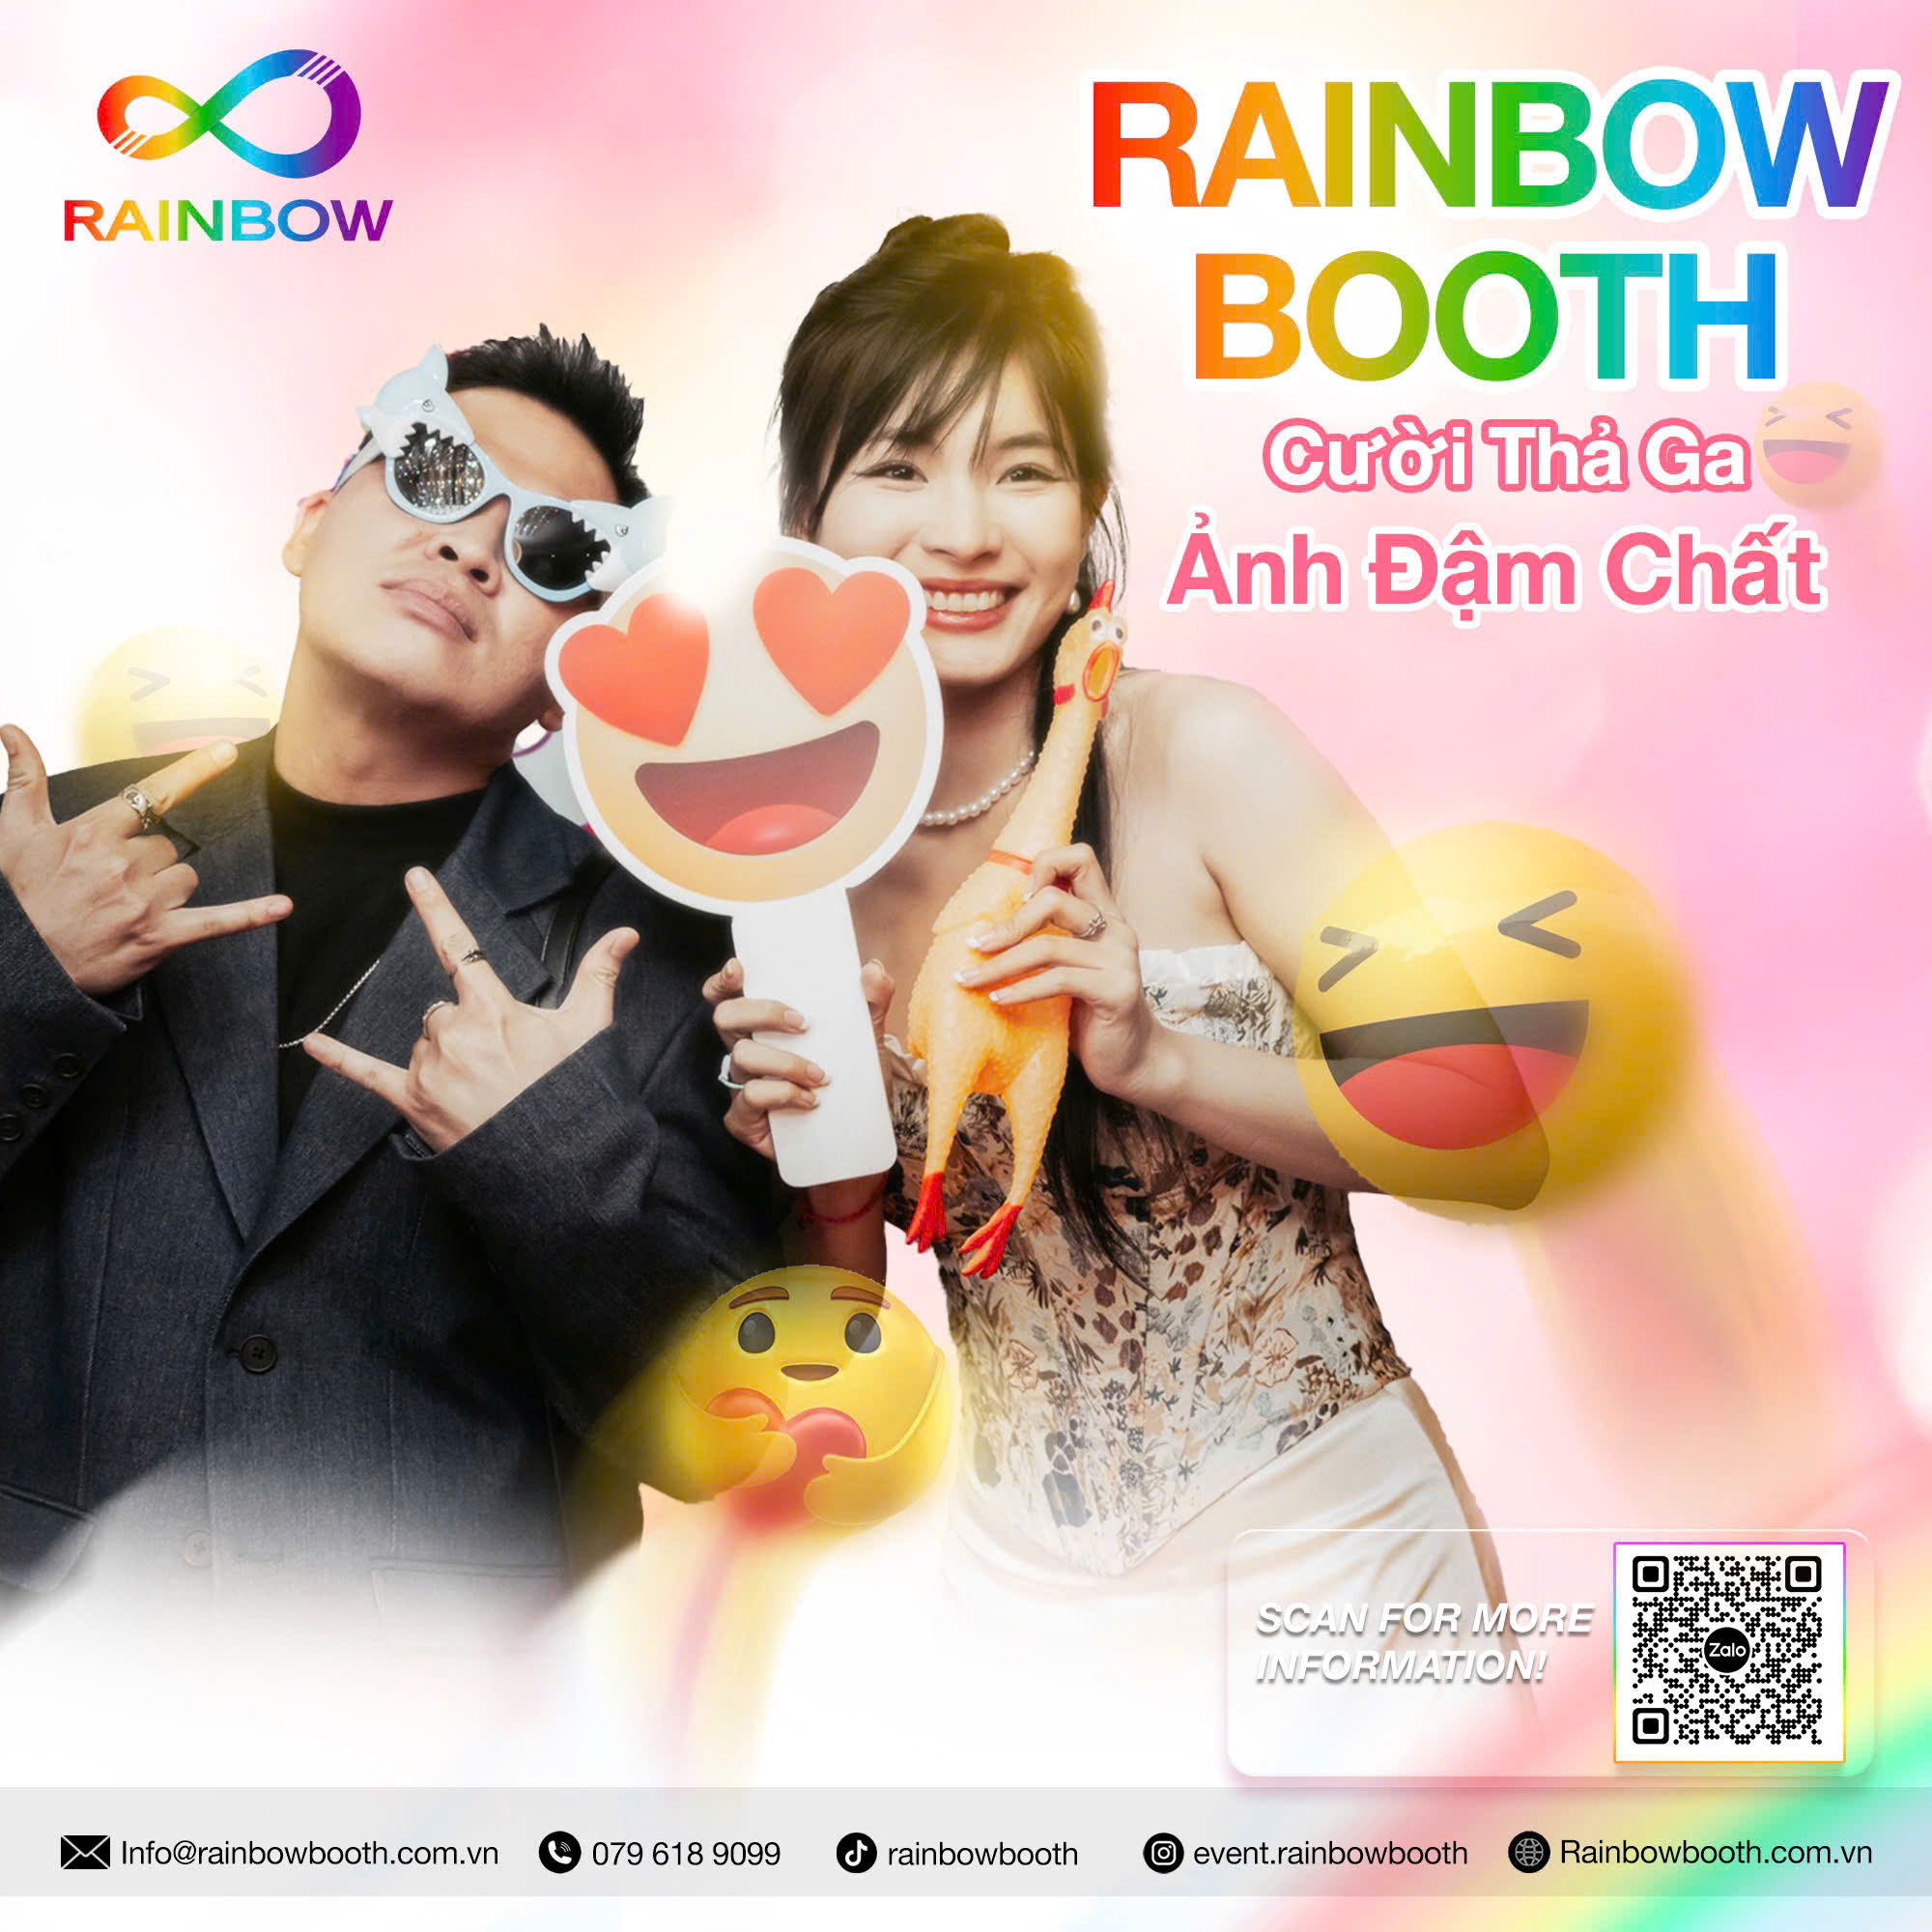 RAINBOW
RAINBOW
BOOTH
Cười Thả Ga
Ảnh Đậm Chất
SCAN FOR MORE
INFORMATION!
Zalo
Info@rainbowbooth.com.vn
079 618 9099
rainbowbooth
event.rainbowbooth
Rainbowbooth.com.vn